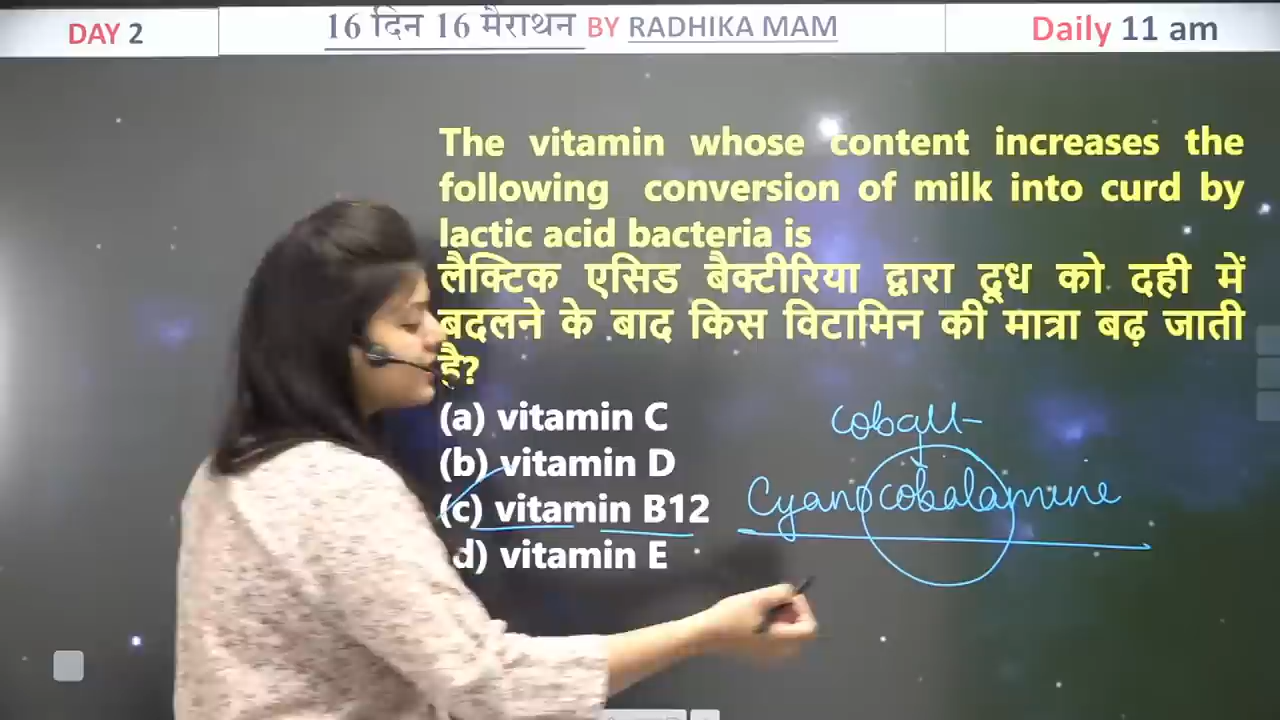 DAY 2
16 दिन 16 मैराथन BY RADHIKA MAM
Daily 11 am
The vitamin whose content increases the
following conversion of milk into curd by
lactic acid bacteria is
लैक्टिक एसिड बैक्टीरिया द्वारा दूध को दही में
बदलने के बाद किस विटामिन की मात्रा बढ़ जाती
है?
(a) vitamin C
(b) vitamin D
(c) vitamin B12
d) vitamin E
cobalt
Cyanocobalamine